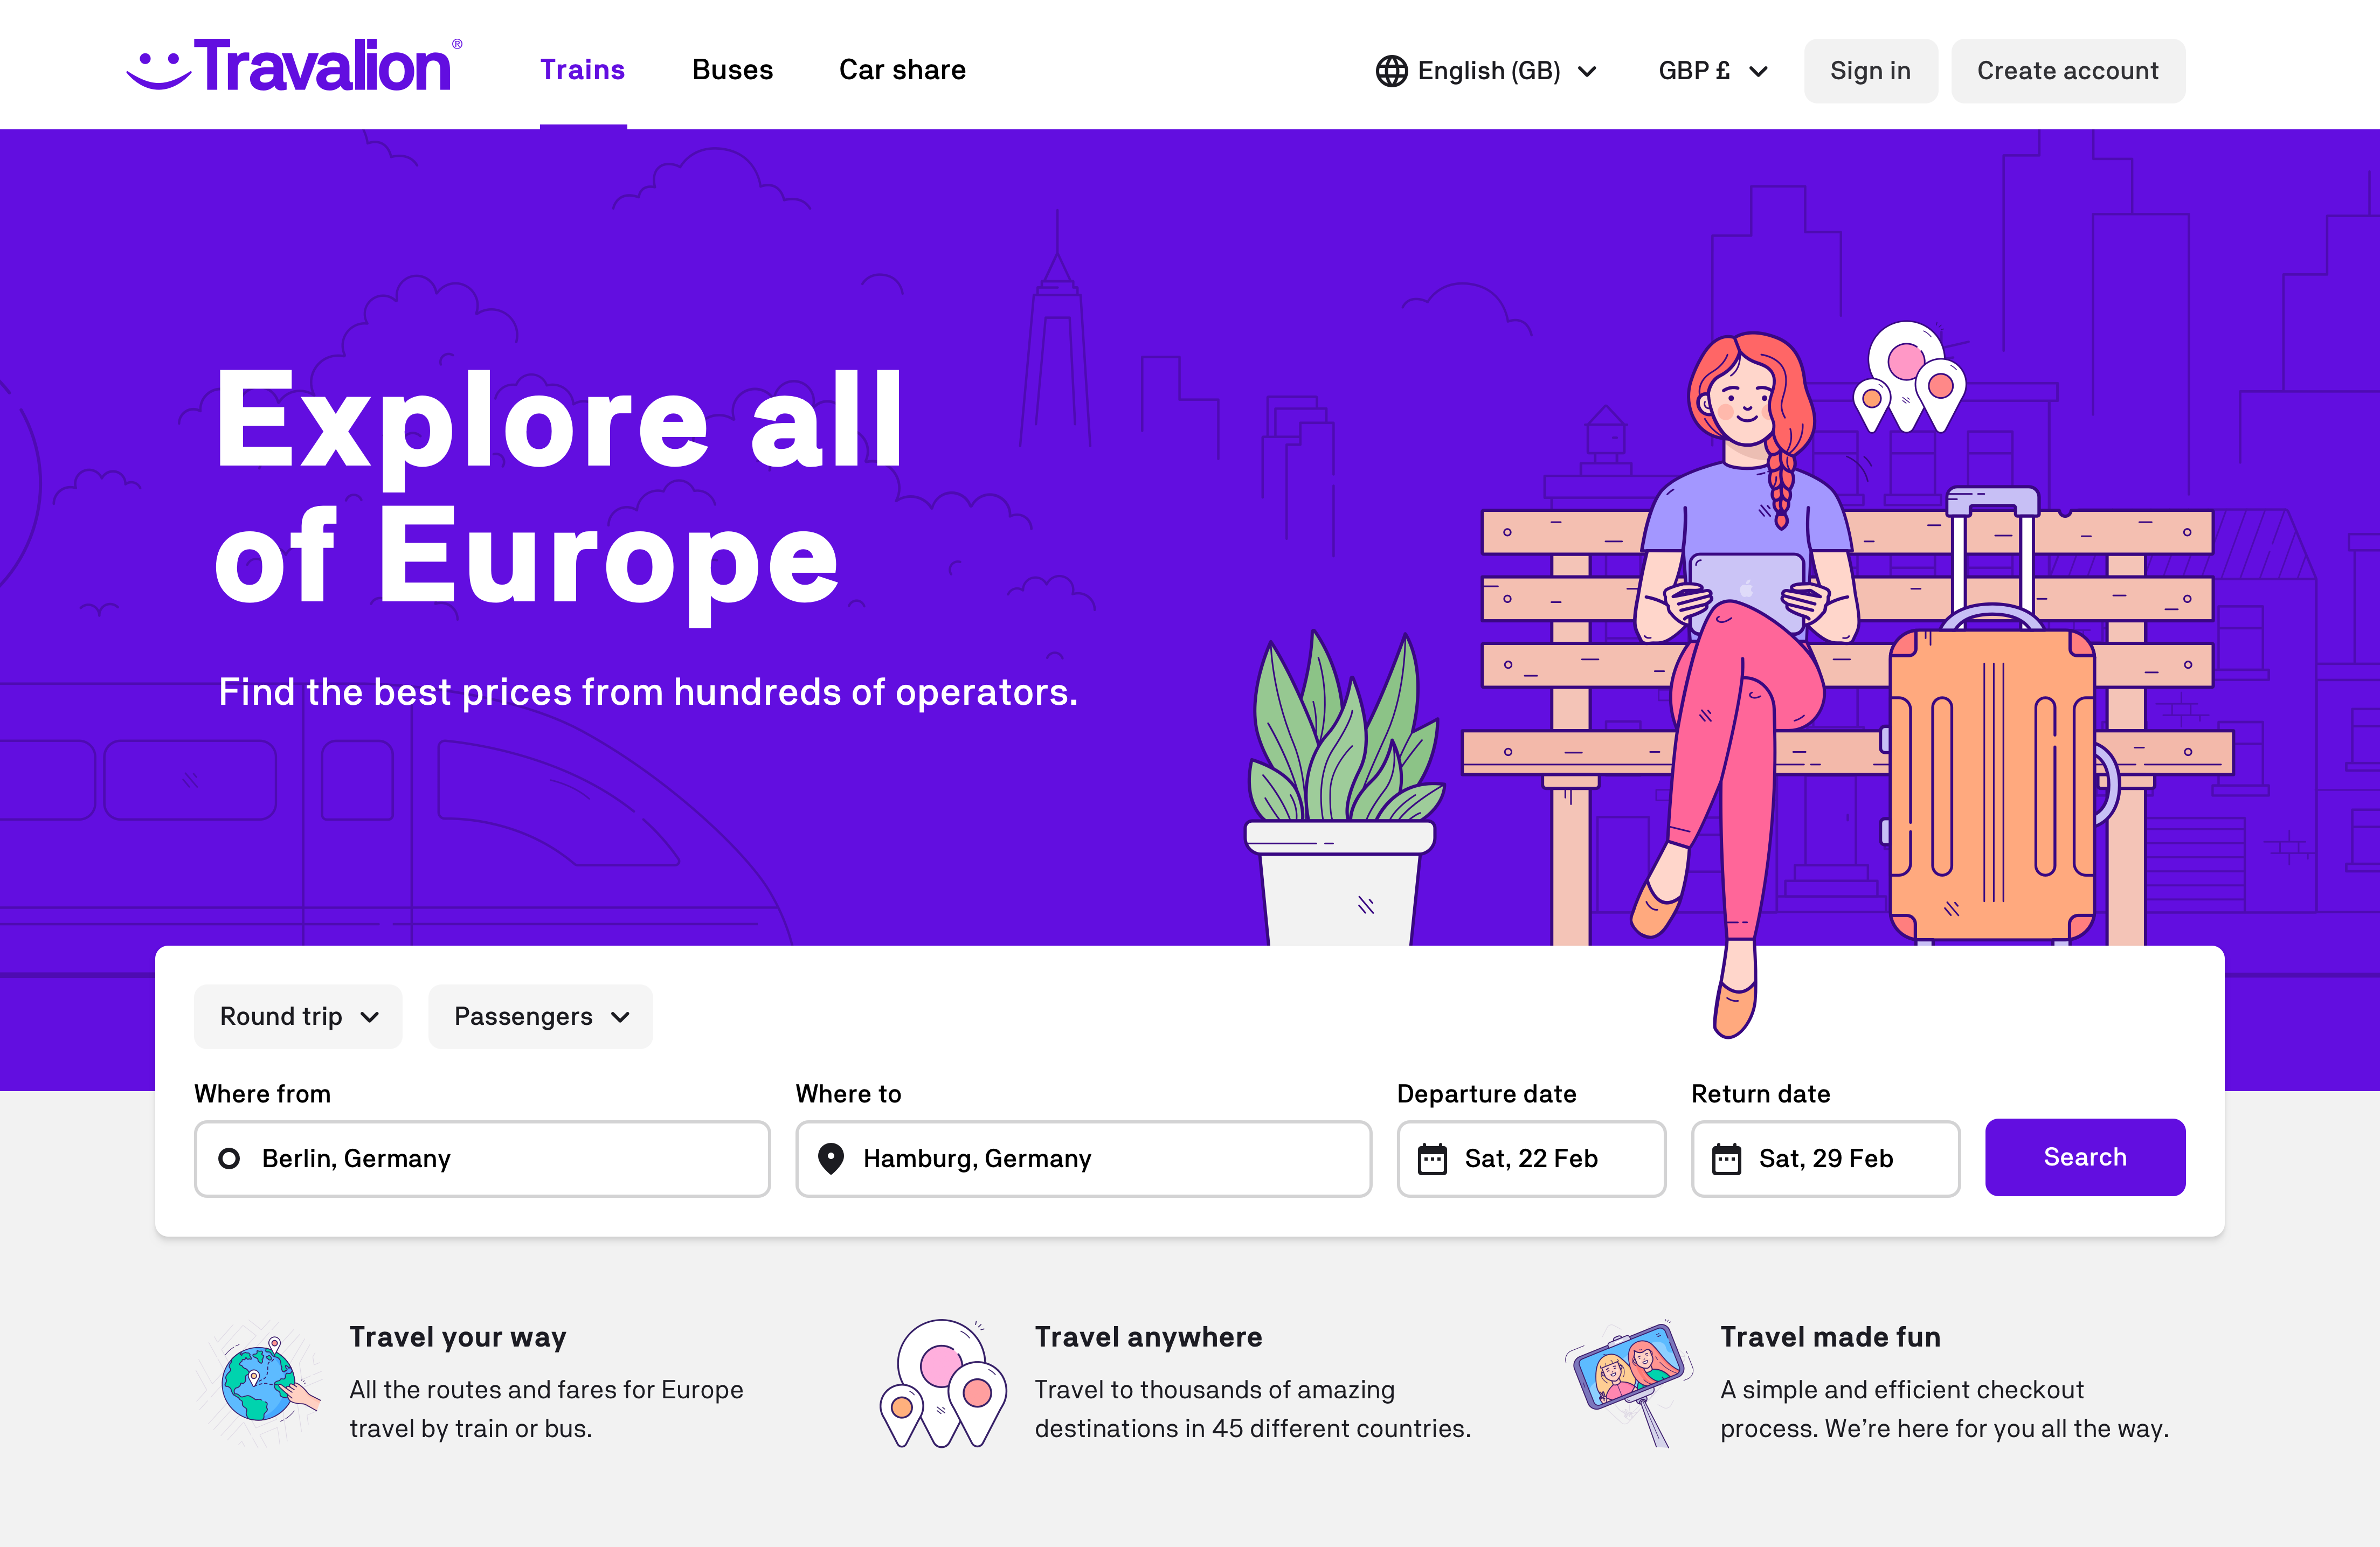 Travalion®
Trains
Buses
Car share
English (GB)
GBP £
Sign in
Create account
Explore all
of Europe
Find the best prices from hundreds of operators.
Round trip
Passengers
Where from
Where to
Departure date
Return date
Berlin, Germany
Hamburg, Germany
Sat, 22 Feb
Sat, 29 Feb
Search
Travel your way
All the routes and fares for Europe
travel by train or bus.
Travel anywhere
Travel to thousands of amazing
destinations in 45 different countries.
Travel made fun
A simple and efficient checkout
process. We’re here for you all the way.